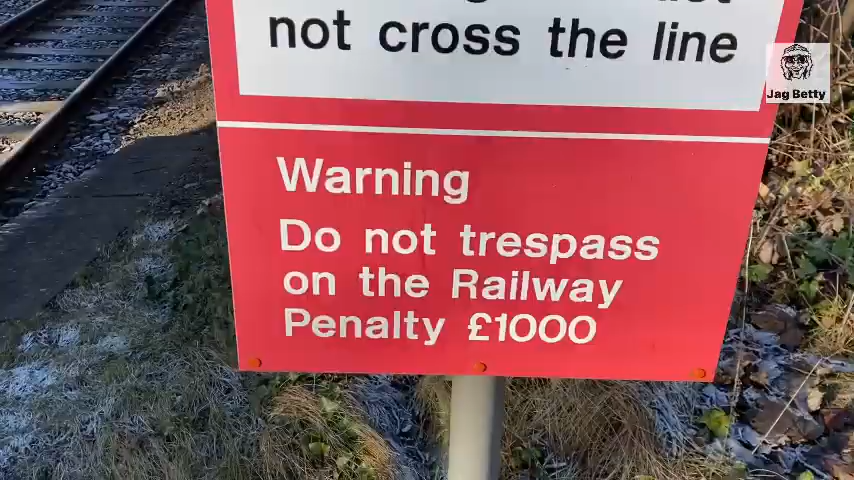 not cross the line
Jag Betty
Warning
Do not trespass
on the Railway
Penalty £1000